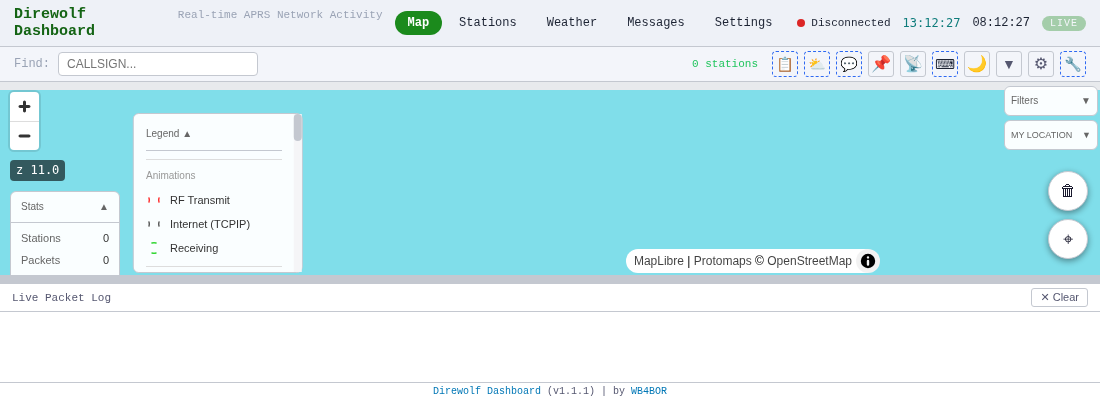 Direwolf Dashboard
Real-time APRS Network Activity
Map
Stations
Weather
Messages
Settings
Disconnected
13:12:27
08:12:27
LIVE
Find:
CALLSIGN...
0 stations
z 11.0
Stats ▲
Stations 0
Packets 0
Legend ▲
Animations
RF Transmit
Internet (TCPIP)
Receiving
Filters ▼
MY LOCATION ▼
MapLibre | Protomaps © OpenStreetMap
Live Packet Log
✕ Clear
Direwolf Dashboard (v1.1.1) | by WB4BOR